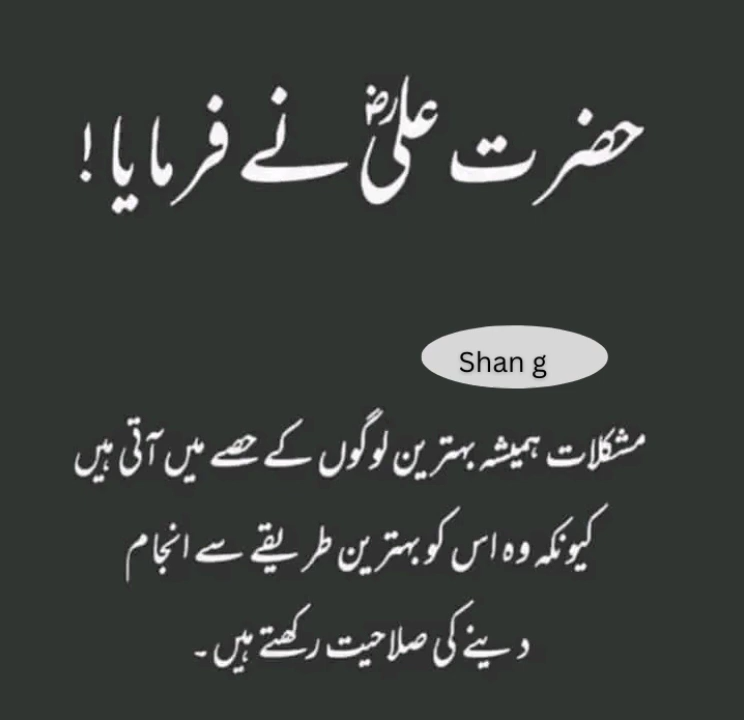 حضرت علیؓ نے فرمایا!
Shan g
مشکلات ہمیشہ بہترین لوگوں کے حصے میں آتی ہیں
کیونکہ وہ اس کو بہترین طریقے سے انجام
دینے کی صلاحیت رکھتے ہیں۔